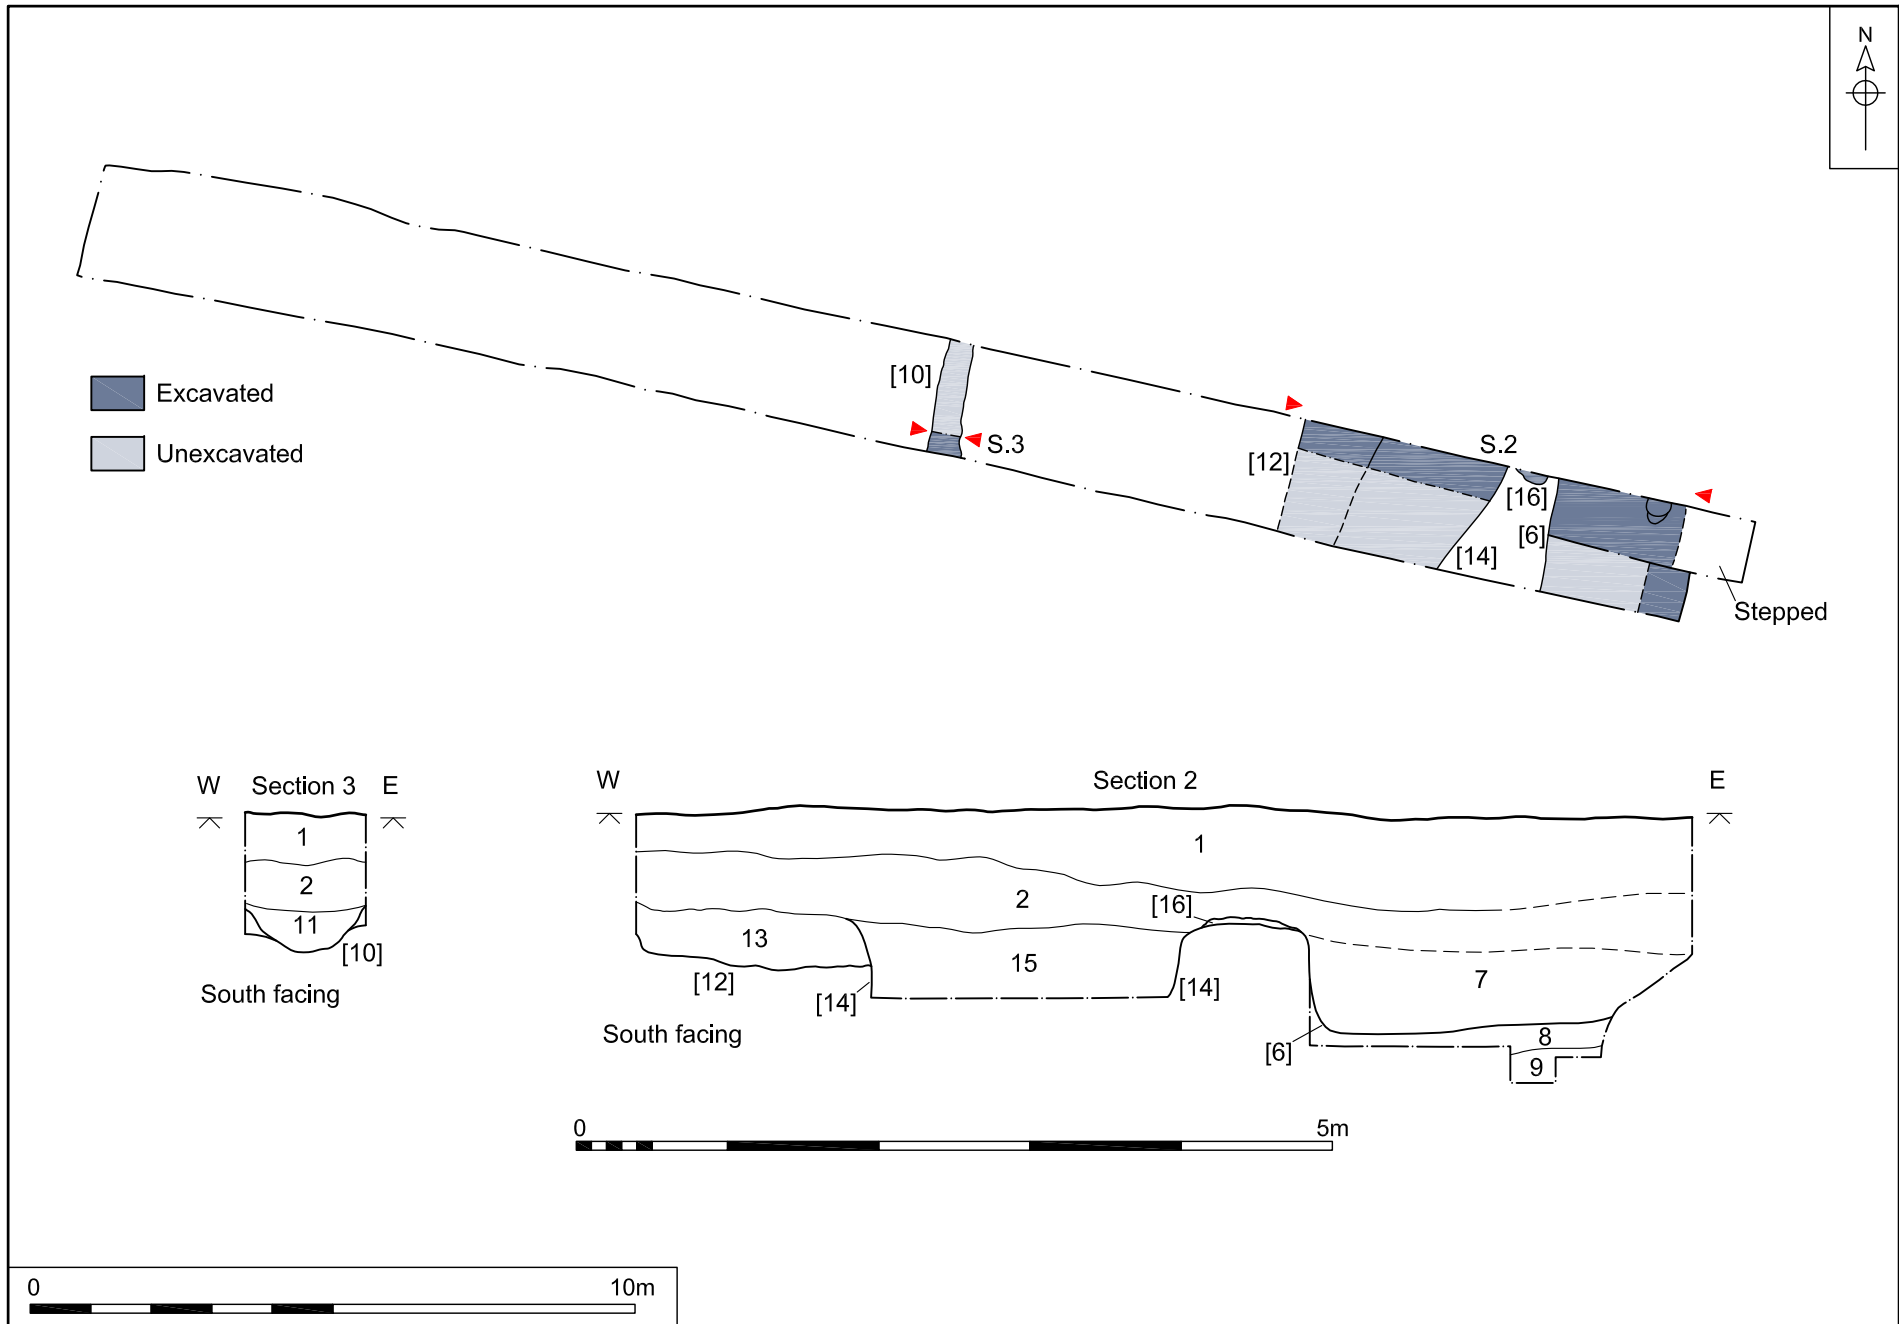 N
[10]
S.3
[12]
S.2
[16]
[6]
[14]
Stepped
Excavated
Unexcavated
W Section 3 E
1
2
11
[10]
South facing
W Section 2 E
1
2
[16]
13
15
7
[12]
[14]
[14]
8
9
[6]
South facing
0 5m
0 10m